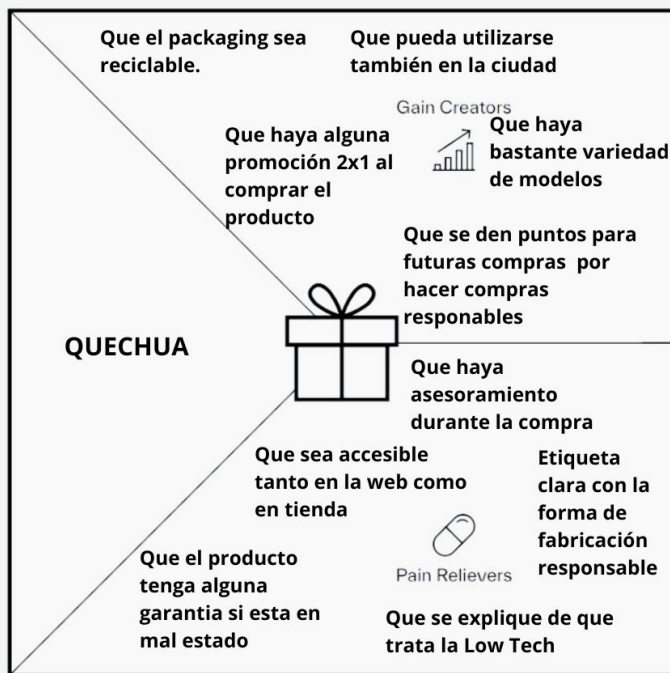 Que el packaging sea
reciclable.
Que pueda utilizarse
también en la ciudad
Gain Creators
Que haya alguna
promoción 2x1 al
comprar el
producto
Que haya
bastante variedad
de modelos
Que se den puntos para
futuras compras por
hacer compras
responables
QUECHUA
Que haya
asesoramiento
durante la compra
Que sea accesible
tanto en la web como
en tienda
Etiqueta
clara con la
forma de
fabricación
responsable
Pain Relievers
Que el producto
tenga alguna
garantia si esta en
mal estado
Que se explique de que
trata la Low Tech